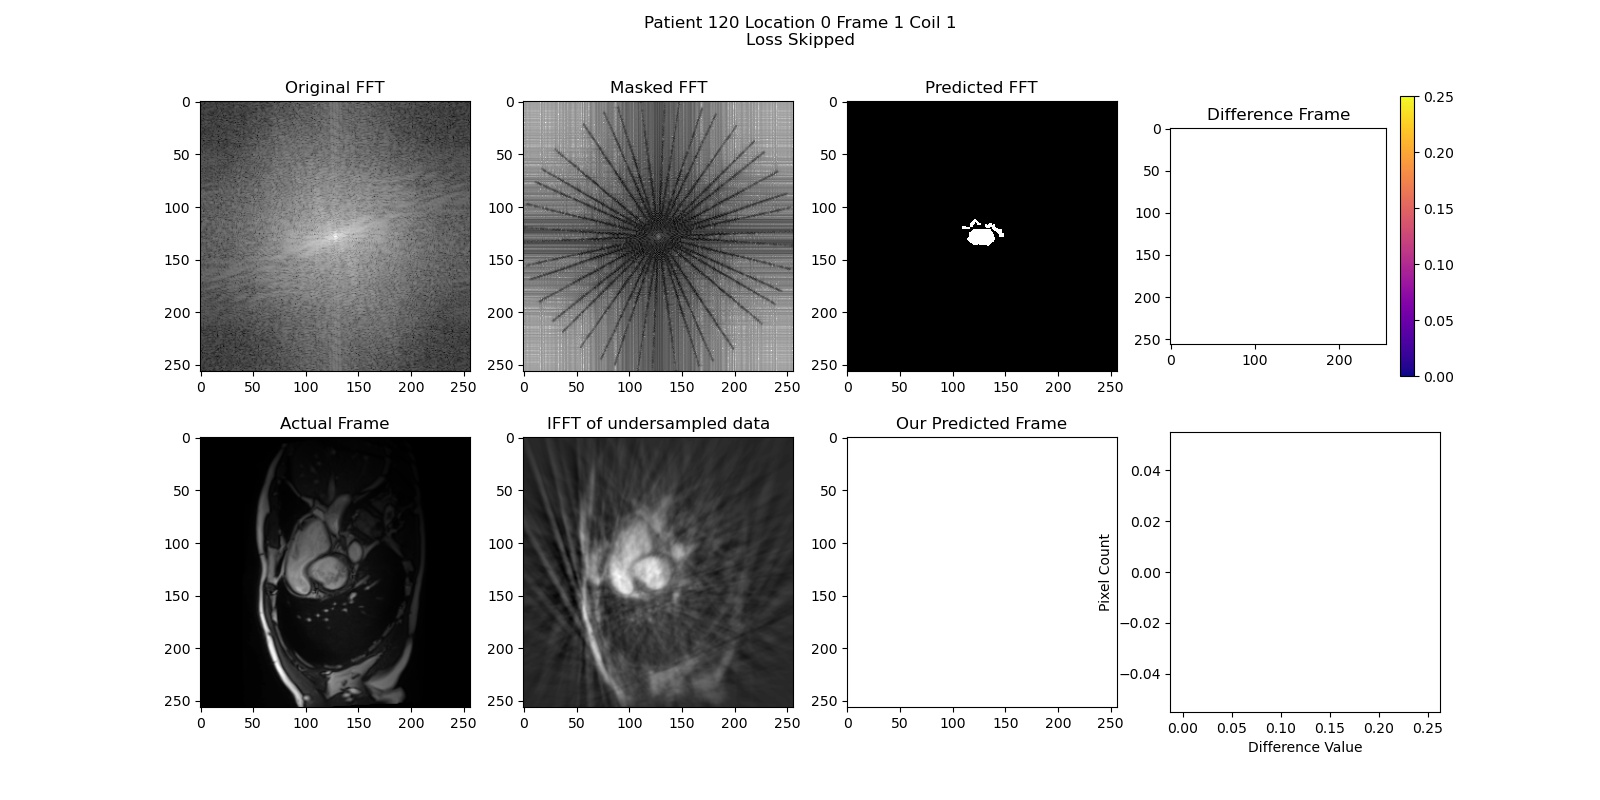 Patient 120 Location 0 Frame 1 Coil 1
Loss Skipped
Original FFT
0
50
100
150
200
250
0 50 100 150 200 250
Masked FFT
0
50
100
150
200
250
0 50 100 150 200 250
Predicted FFT
0
50
100
150
200
250
0 50 100 150 200 250
Difference Frame
0
50
100
150
200
250
0 100 200
0.25
0.20
0.15
0.10
0.05
0.00
Actual Frame
0
50
100
150
200
250
0 50 100 150 200 250
IFFT of undersampled data
0
50
100
150
200
250
0 50 100 150 200 250
Our Predicted Frame
0
50
100
150
200
250
0 50 100 150 200 250
Pixel Count
0.04
0.02
0.00
−0.02
−0.04
0.00 0.05 0.10 0.15 0.20 0.25
Difference Value